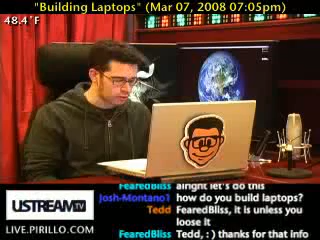 "Building Laptops" (Mar 07, 2008 07:05pm)
48.4°F
FearedBliss alright let's do this
Josh-Montano1 how do you build laptops?
Tedd FearedBliss, it is unless you
loose it
FearedBliss Tedd, : ) thanks for that info
USTREAM TV
LIVE.PIRILLO.COM